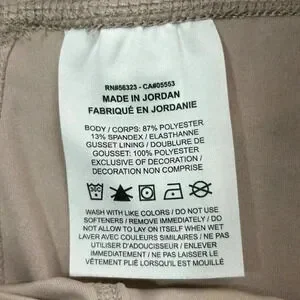 RN#56323 - CA#05553
MADE IN JORDAN
FABRIQUÉ EN JORDANIE
BODY / CORPS: 87% POLYESTER
13% SPANDEX / ELASTHANNE
GUSSET LINING / DOUBLURE DE
GOUSSET: 100% POLYESTER
EXCLUSIVE OF DECORATION /
DECORATION NON COMPRISE
WASH WITH LIKE COLORS / DO NOT USE
SOFTENERS / REMOVE IMMEDIATELY / DO
NOT ALLOW TO LAY ON ITSELF WHEN WET
LAVER AVEC COULEURS SIMILAIRES / NE PAS
UTILISER D'ADOUCISSEUR / ENLEVER
IMMÉDIATEMENT / NE PAS LAISSER LE
VÊTEMENT PLIÉ LORSQU'IL EST MOUILLÉ